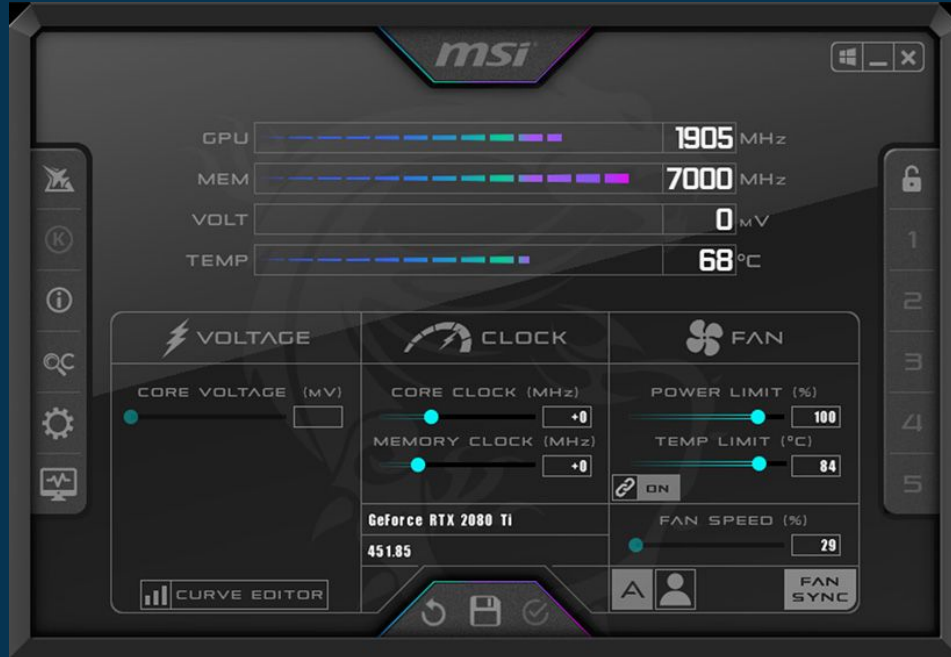 msi
GPU 1905 MHz
MEM 7000 MHz
VOLT 0 MV
TEMP 68 °C
K
1
2
3
4
5
VOLTAGE
CORE VOLTAGE (MV)
CURVE EDITOR
CLOCK
CORE CLOCK (MHz)
+0
MEMORY CLOCK (MHz)
+0
GeForce RTX 2080 Ti
451.85
FAN
POWER LIMIT (%)
100
TEMP LIMIT (°C)
84
ON
FAN SPEED (%)
29
A
FAN
SYNC